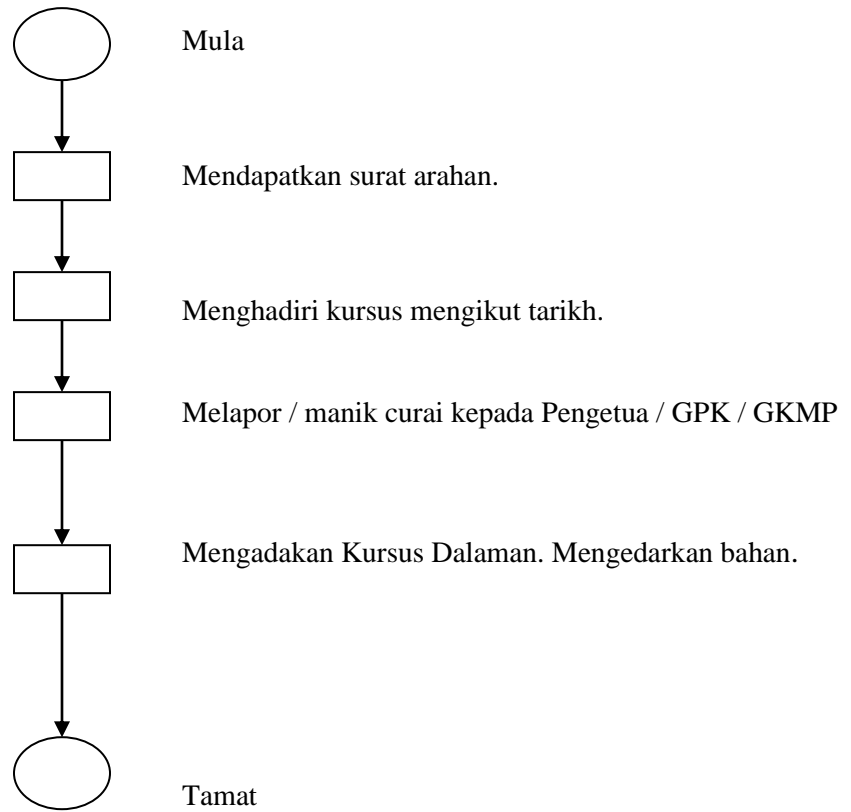 Mula
Mendapatkan surat arahan.
Menghadiri kursus mengikut tarikh.
Melapor / manik curai kepada Pengetua / GPK / GKMP
Mengadakan Kursus Dalaman. Mengedarkan bahan.
Tamat